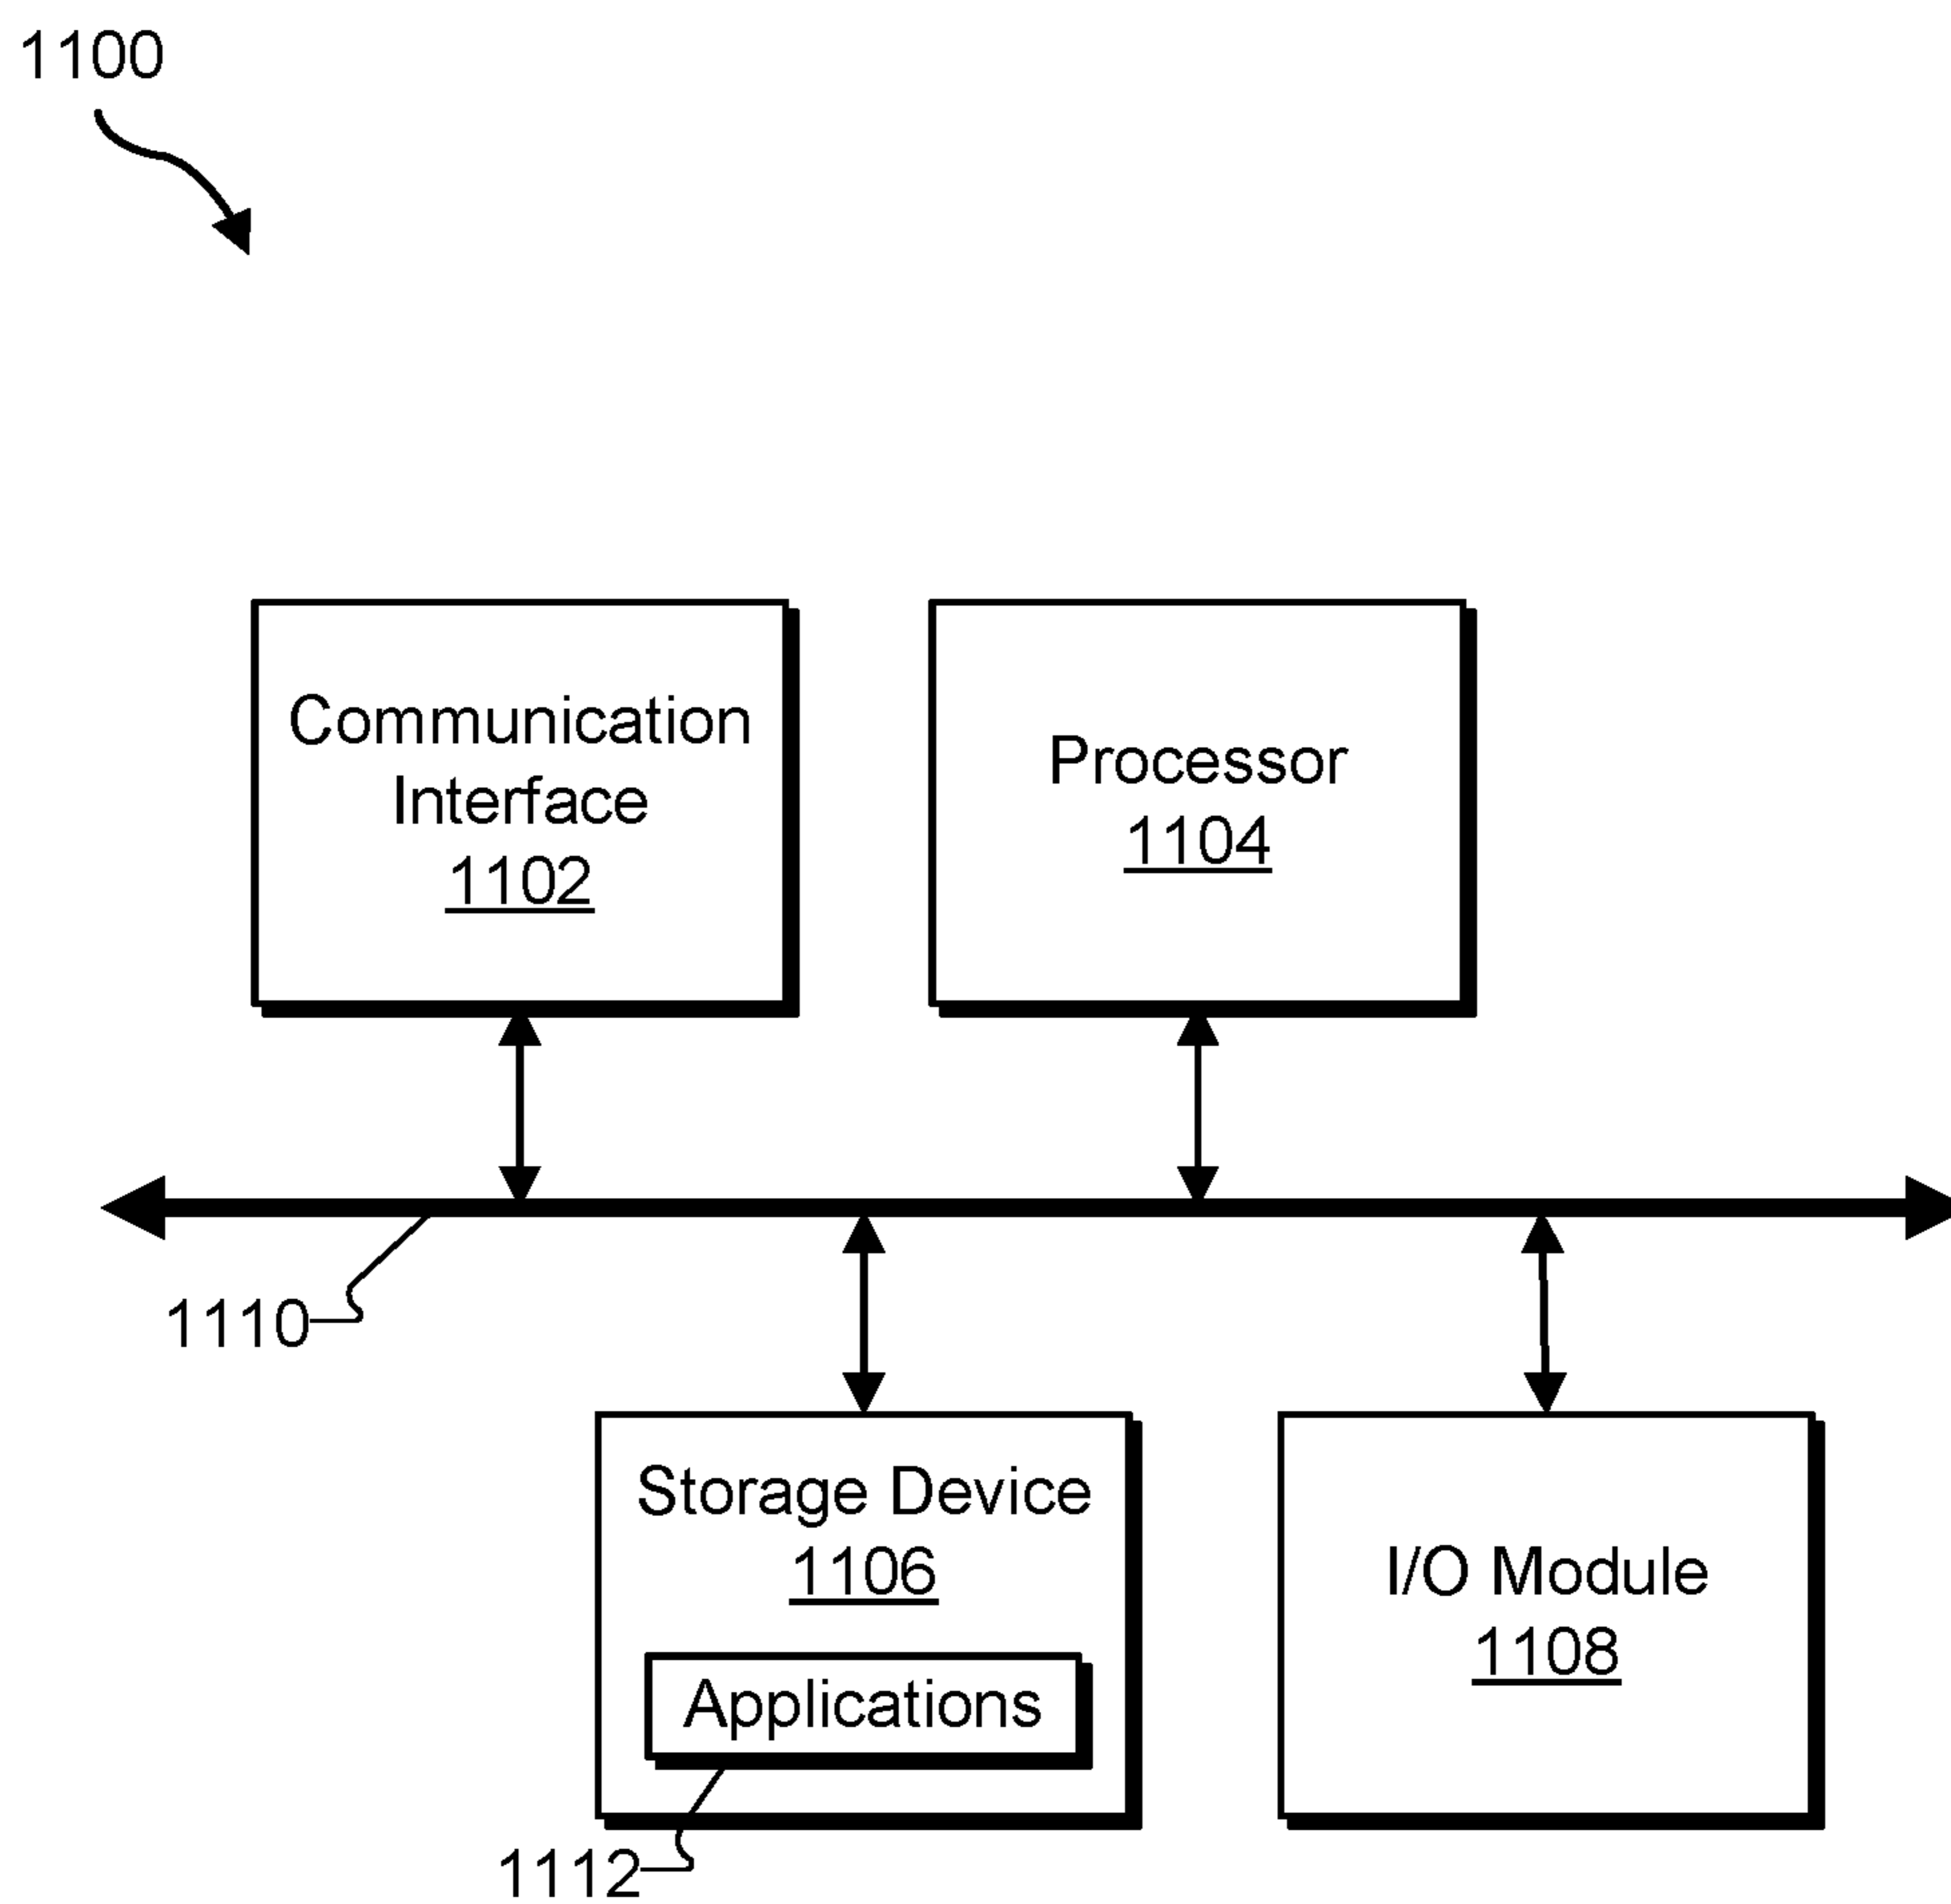 1100
Communication
Interface
1102
Processor
1104
1110
Storage Device
1106
Applications
1112
I/O Module
1108